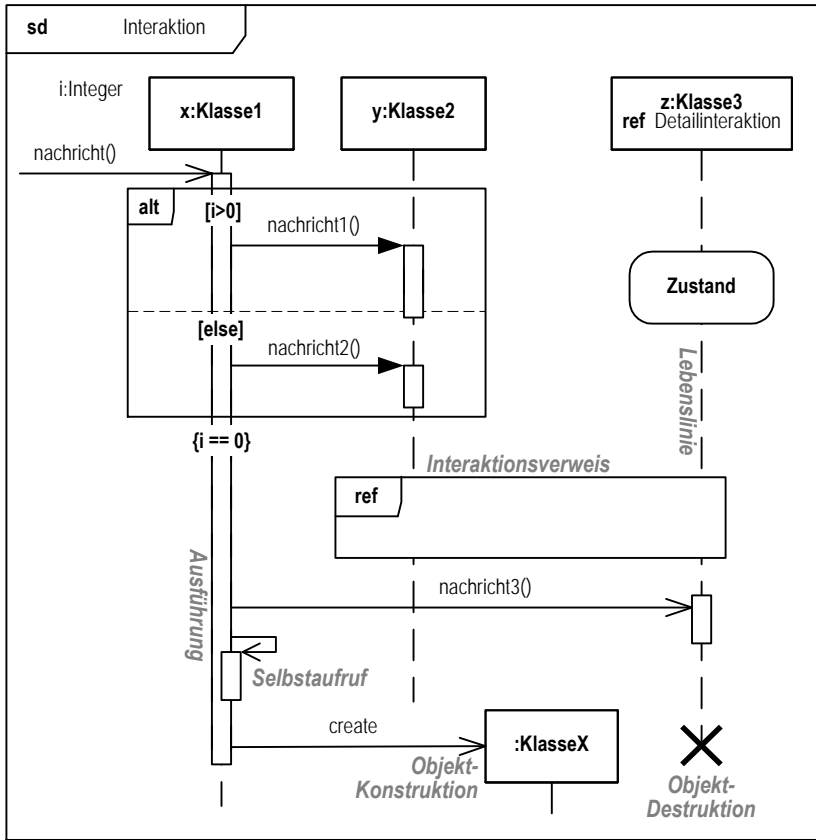 sd Interaktion
i:Integer
x:Klasse1
y:Klasse2
z:Klasse3
ref Detailinteraktion
nachricht()
alt
[i>0]
nachricht1()
Zustand
[else]
nachricht2()
Lebenslinie
{i == 0}
Interaktionsverweis
ref
Ausführung
nachricht3()
Selbstaufruf
create
:KlasseX
Objekt-
Konstruktion
Objekt-
Destruktion